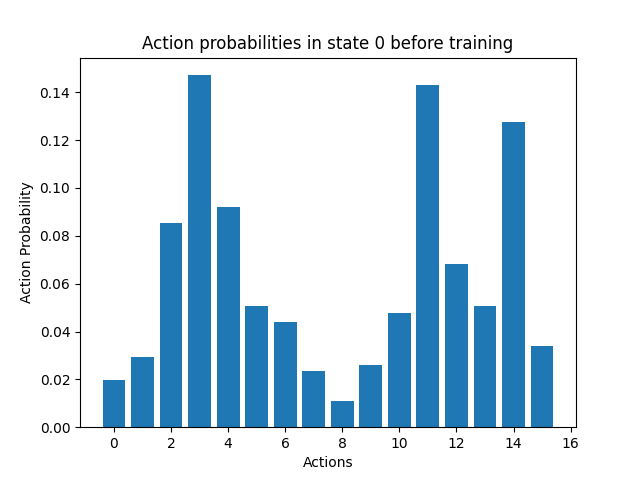 Action probabilities in state 0 before training
0.14
0.12
0.10
0.08
0.06
0.04
0.02
0.00
Action Probability
0 2 4 6 8 10 12 14 16
Actions